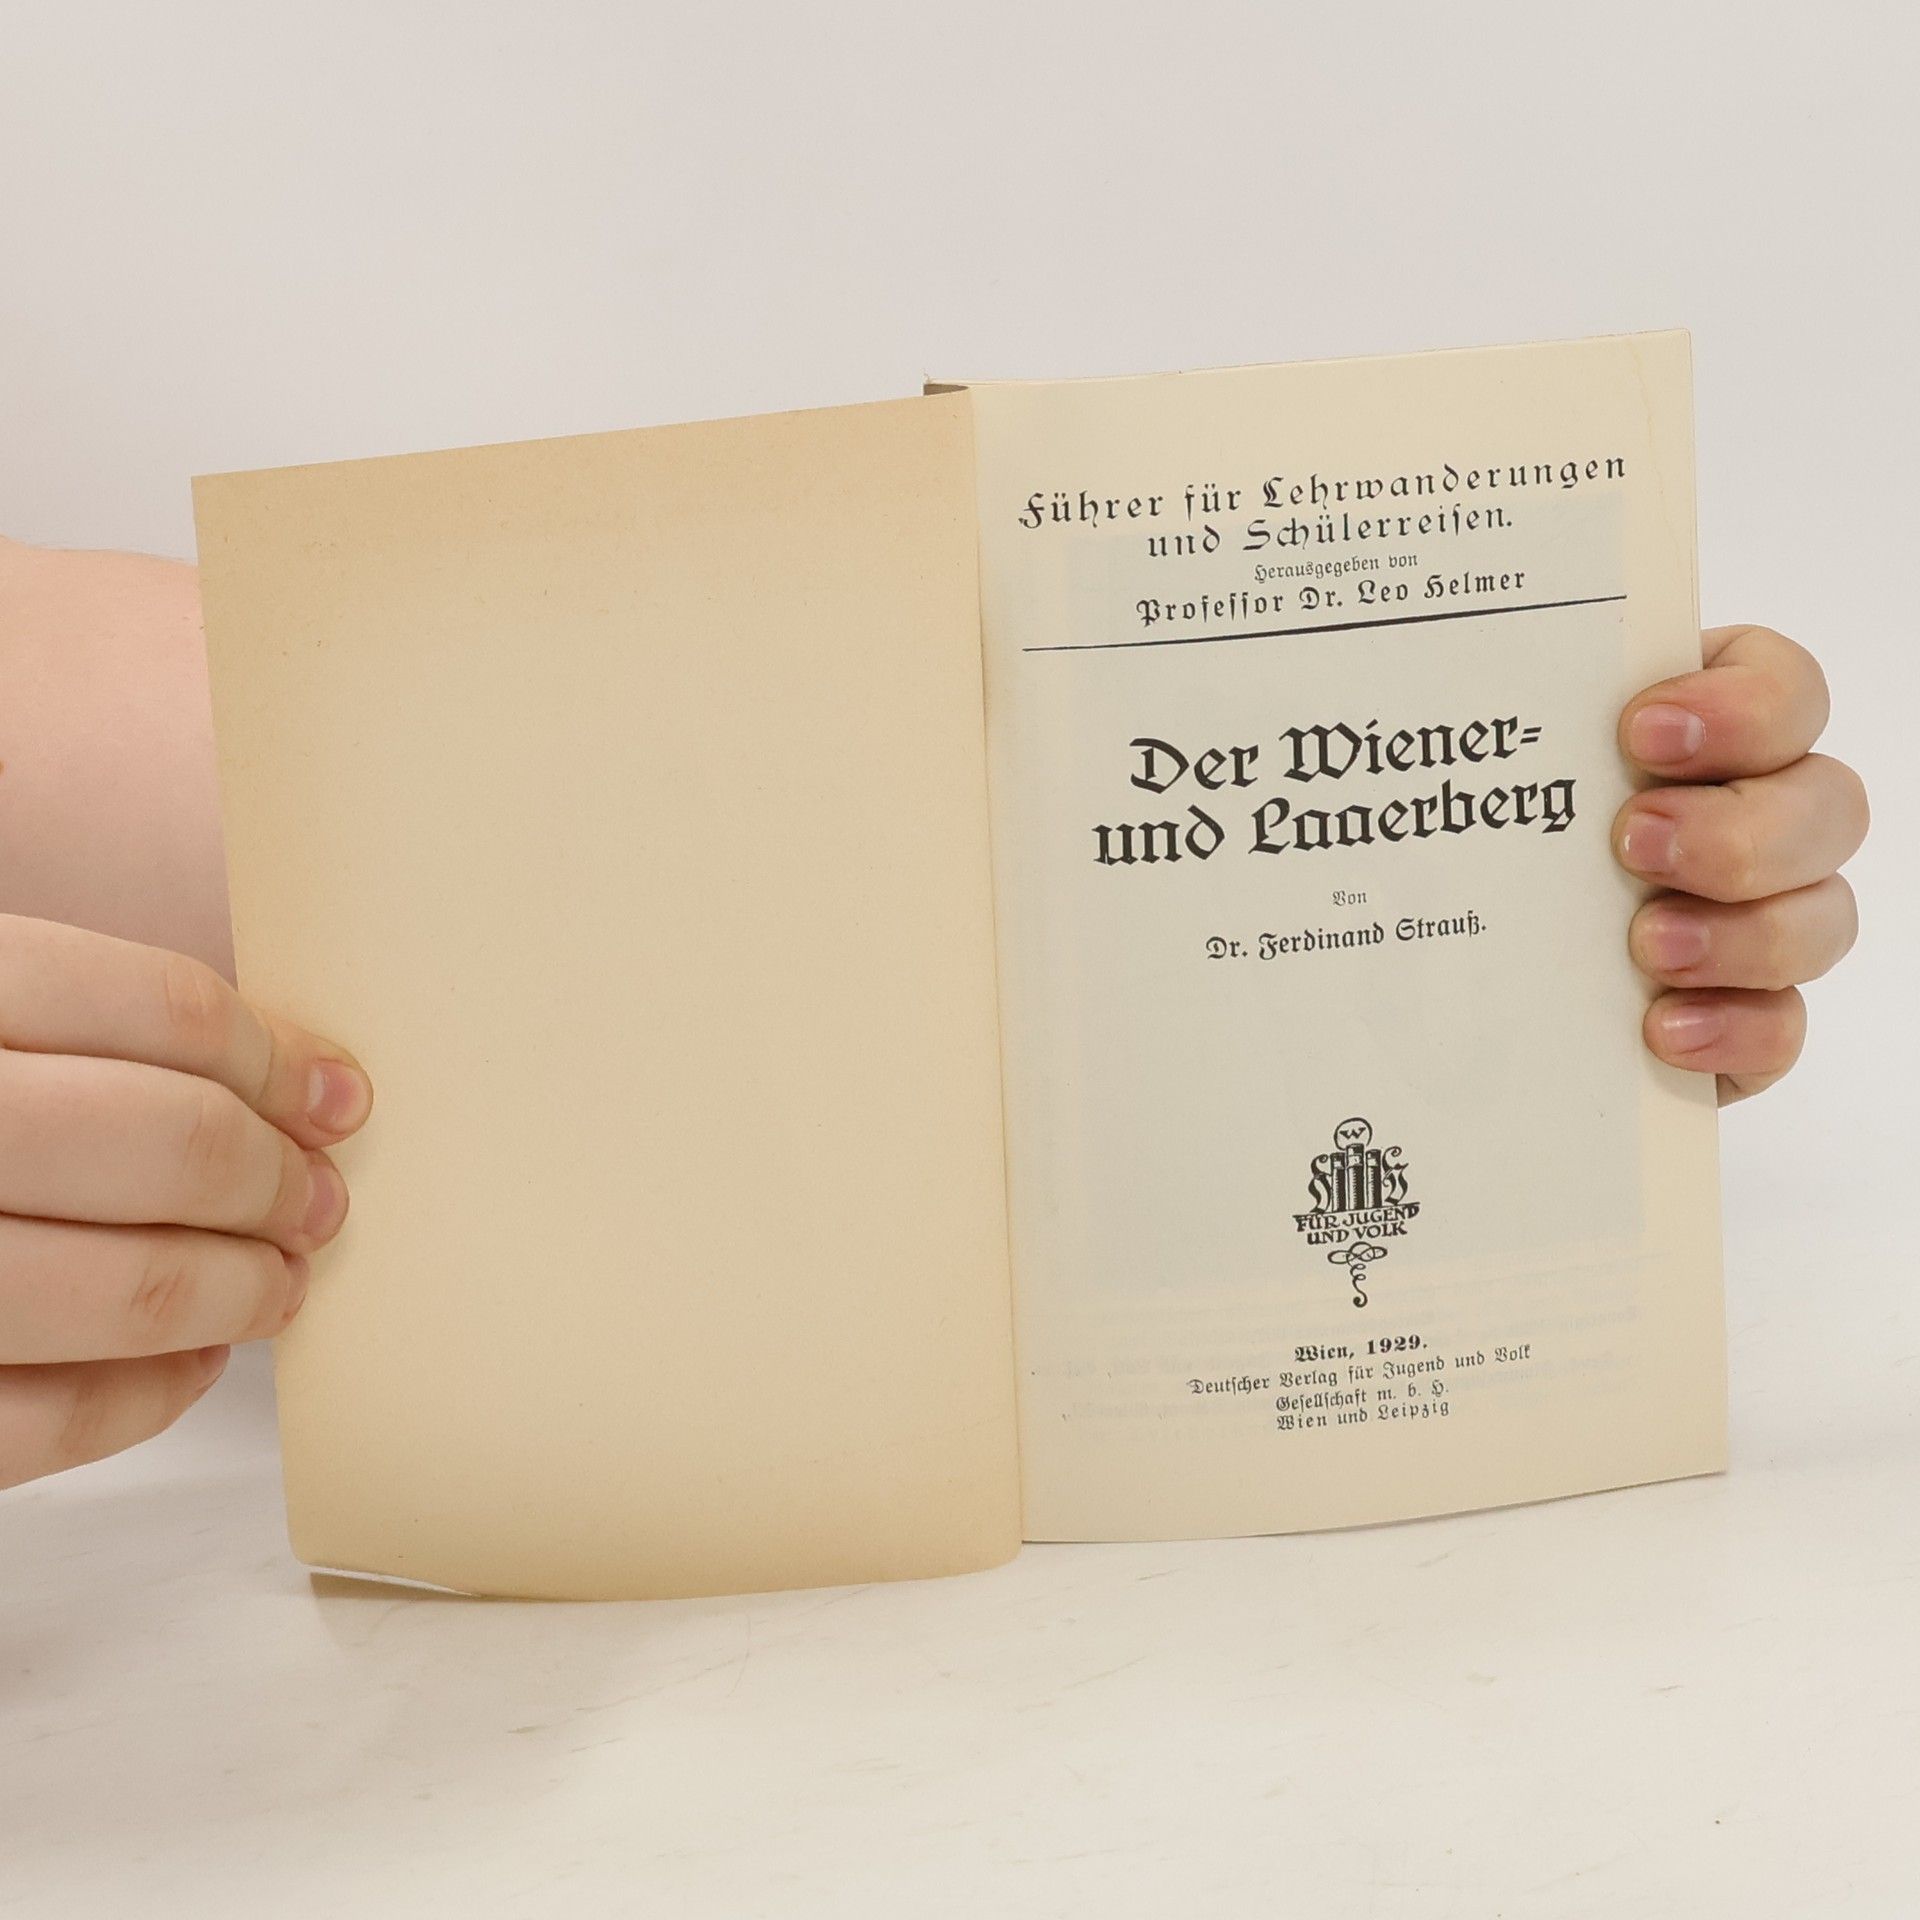 Führer für Lehrwanderungen
und Schülerreisen.
Herausgegeben von
Professor Dr. Leo Helmer
Der Wiener=
und Laaerberg
Von
Dr. Ferdinand Strauß.
W
FÜR JUGEND
UND VOLK
Wien, 1929.
Deutscher Verlag für Jugend und Volk
Gesellschaft m. b. H.
Wien und Leipzig